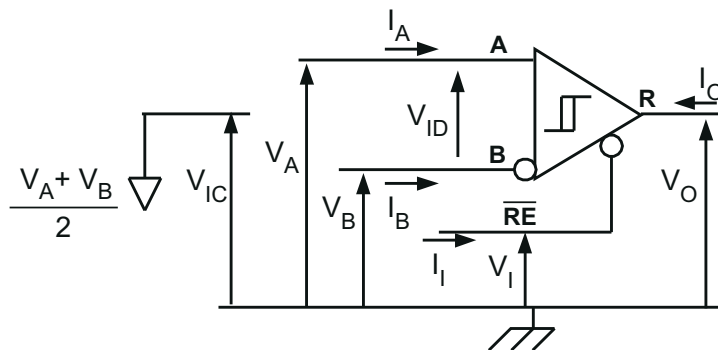 I_A
A
R
I_O
V_ID
V_A
B
V_A + V_B
2
V_IC
V_B
I_B
RE
V_O
I_I
V_I